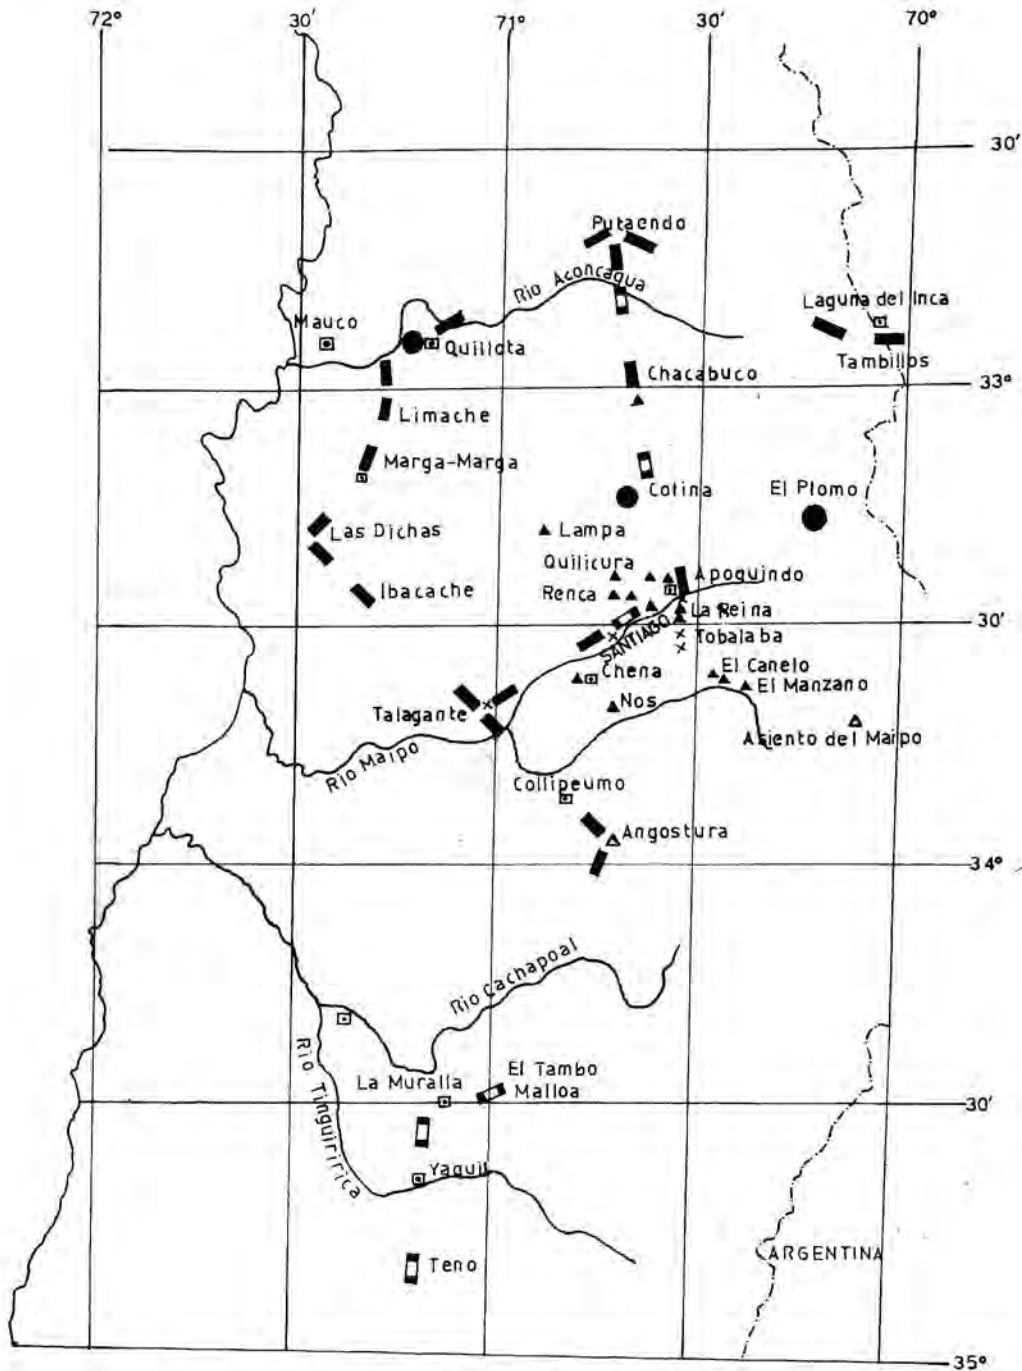 72°
30'
71°
30'
70°
30'
Putaendo
Rio Aconcagua
Laguna del Inca
Mauco
Quillota
Tambillos
Chacabuco
33°
Limache
Marga-Marga
Colina
El Plomo
Las Dichas
Lampa
Quilicura
Apoquindo
Ibacache
Renca
La Reina
30'
SANTIAGO
Tobalaba
Chena
El Canelo
El Manzano
Talagante
Nos
Asiento del Maipo
Rio Maipo
Collipeumo
Angostura
34°
Rio Cachapoal
Rio Tinguiririca
La Muralla
El Tambo
Malloa
30'
Yaquil
Teno
ARGENTINA
35°